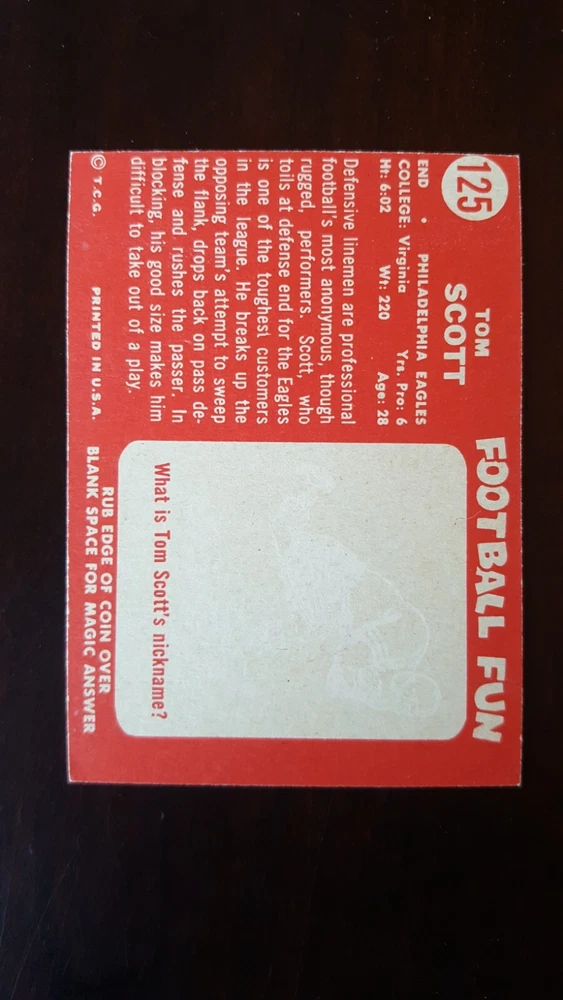 125
TOM
SCOTT
END • PHILADELPHIA EAGLES
COLLEGE: Virginia Yrs. Pro: 6
Ht: 6:02 Wt: 220 Age: 28
Defensive linemen are professional
football's most anonymous, though
rugged, performers. Scott, who
toils at defense end for the Eagles
is one of the toughest customers
in the league. He breaks up the
opposing team's attempt to sweep
the flank, drops back on pass de-
fense and rushes the passer. In
blocking, his good size makes him
difficult to take out of a play.
© T.C.G. PRINTED IN U.S.A.
FOOTBALL FUN
What is Tom Scott's nickname?
RUB EDGE OF COIN OVER
BLANK SPACE FOR MAGIC ANSWER